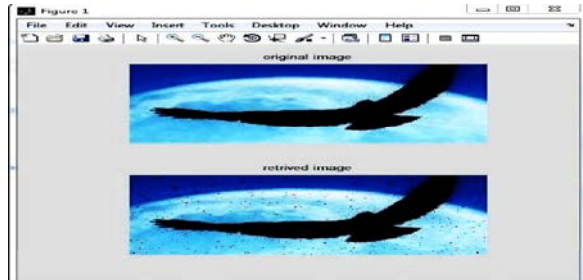 Figure 1
File Edit View Insert Tools Desktop Window Help
original image
retrived image